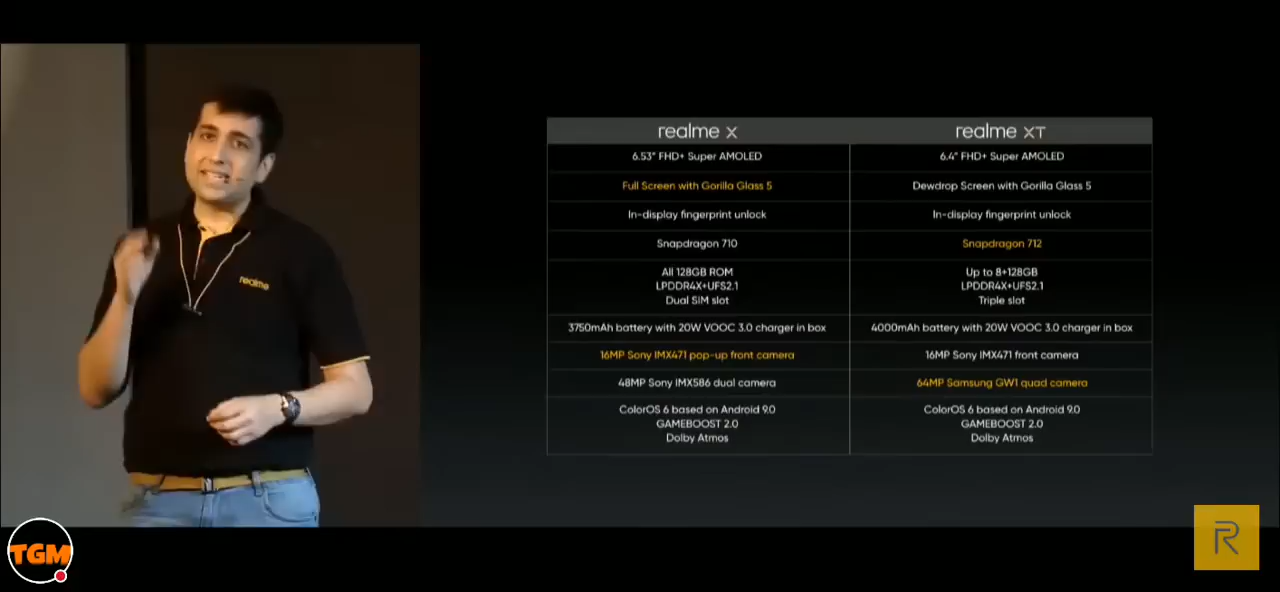 realme
realme X
realme XT
6.53" FHD+ Super AMOLED
6.4" FHD+ Super AMOLED
Full Screen with Gorilla Glass 5
Dewdrop Screen with Gorilla Glass 5
In-display fingerprint unlock
In-display fingerprint unlock
Snapdragon 710
Snapdragon 712
All 128GB ROM
LPDDR4X+UFS2.1
Dual SIM slot
Up to 8+128GB
LPDDR4X+UFS2.1
Triple slot
3750mAh battery with 20W VOOC 3.0 charger in box
4000mAh battery with 20W VOOC 3.0 charger in box
16MP Sony IMX471 pop-up front camera
16MP Sony IMX471 front camera
48MP Sony IMX586 dual camera
64MP Samsung GW1 quad camera
ColorOS 6 based on Android 9.0
GAMEBOOST 2.0
Dolby Atmos
ColorOS 6 based on Android 9.0
GAMEBOOST 2.0
Dolby Atmos
TGM
R